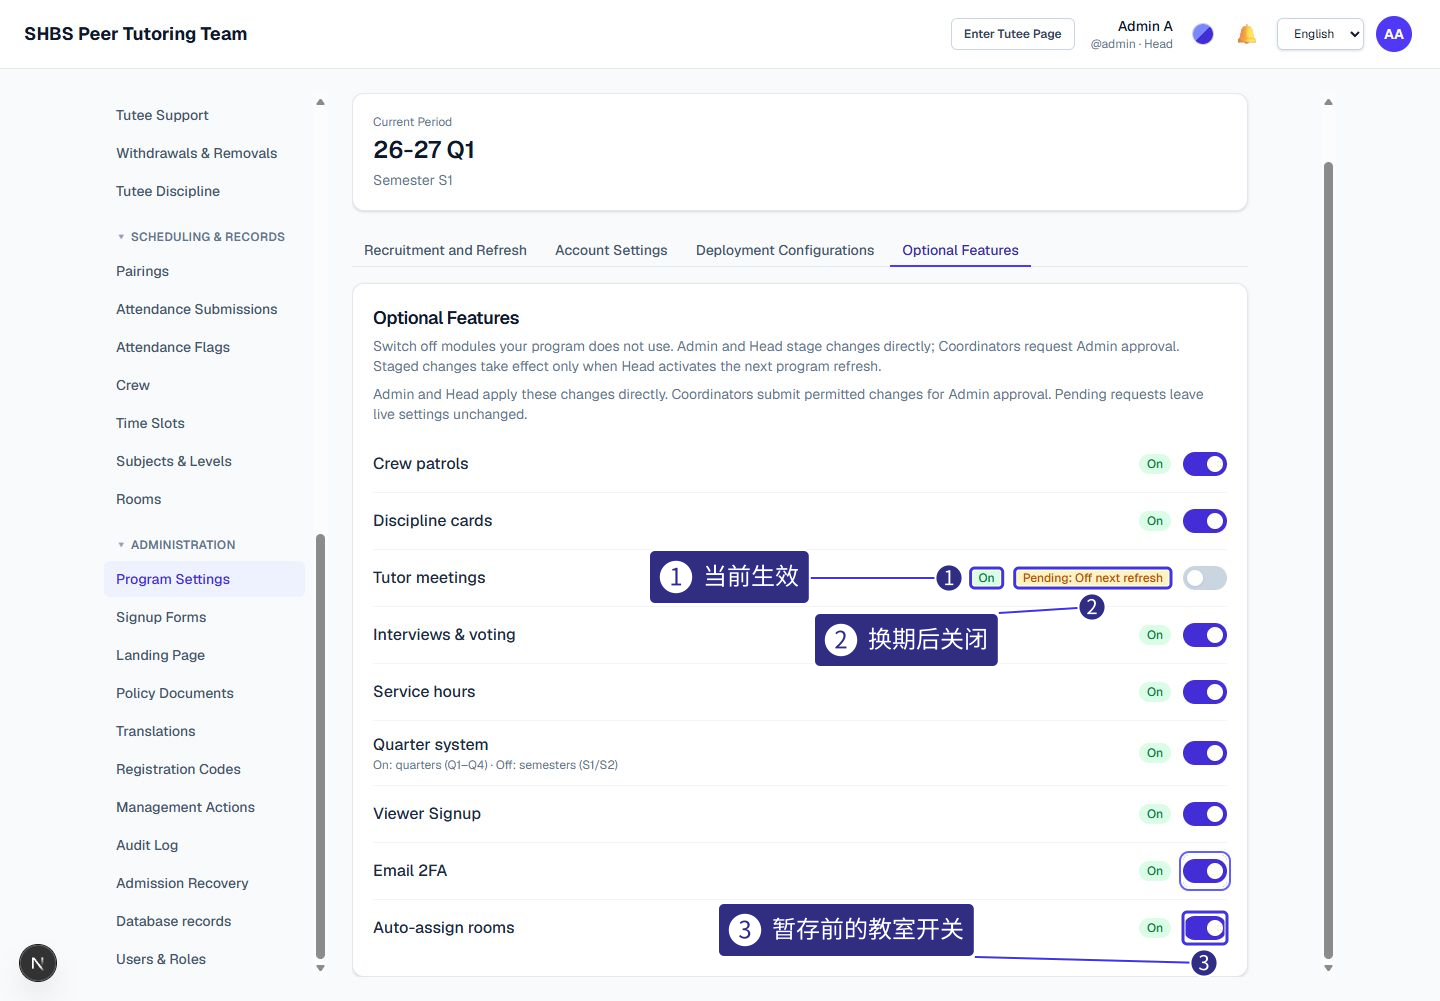 SHBS Peer Tutoring Team
Enter Tutee Page
Admin A
@admin · Head
English
AA
Tutee Support
Withdrawals & Removals
Tutee Discipline
SCHEDULING & RECORDS
Pairings
Attendance Submissions
Attendance Flags
Crew
Time Slots
Subjects & Levels
Rooms
ADMINISTRATION
Program Settings
Signup Forms
Landing Page
Policy Documents
Translations
Registration Codes
Management Actions
Audit Log
Admission Recovery
Database records
Users & Roles
N
Current Period
26-27 Q1
Semester S1
Recruitment and Refresh
Account Settings
Deployment Configurations
Optional Features
Optional Features
Switch off modules your program does not use. Admin and Head stage changes directly; Coordinators request Admin approval.
Staged changes take effect only when Head activates the next program refresh.
Admin and Head apply these changes directly. Coordinators submit permitted changes for Admin approval. Pending requests leave
live settings unchanged.
Crew patrols
On
Discipline cards
On
Tutor meetings
1 当前生效
1
On
Pending: Off next refresh
2
Interviews & voting
2 换期后关闭
On
Service hours
On
Quarter system
On: quarters (Q1–Q4) · Off: semesters (S1/S2)
On
Viewer Signup
On
Email 2FA
On
Auto-assign rooms
3 暂存前的教室开关
On
3